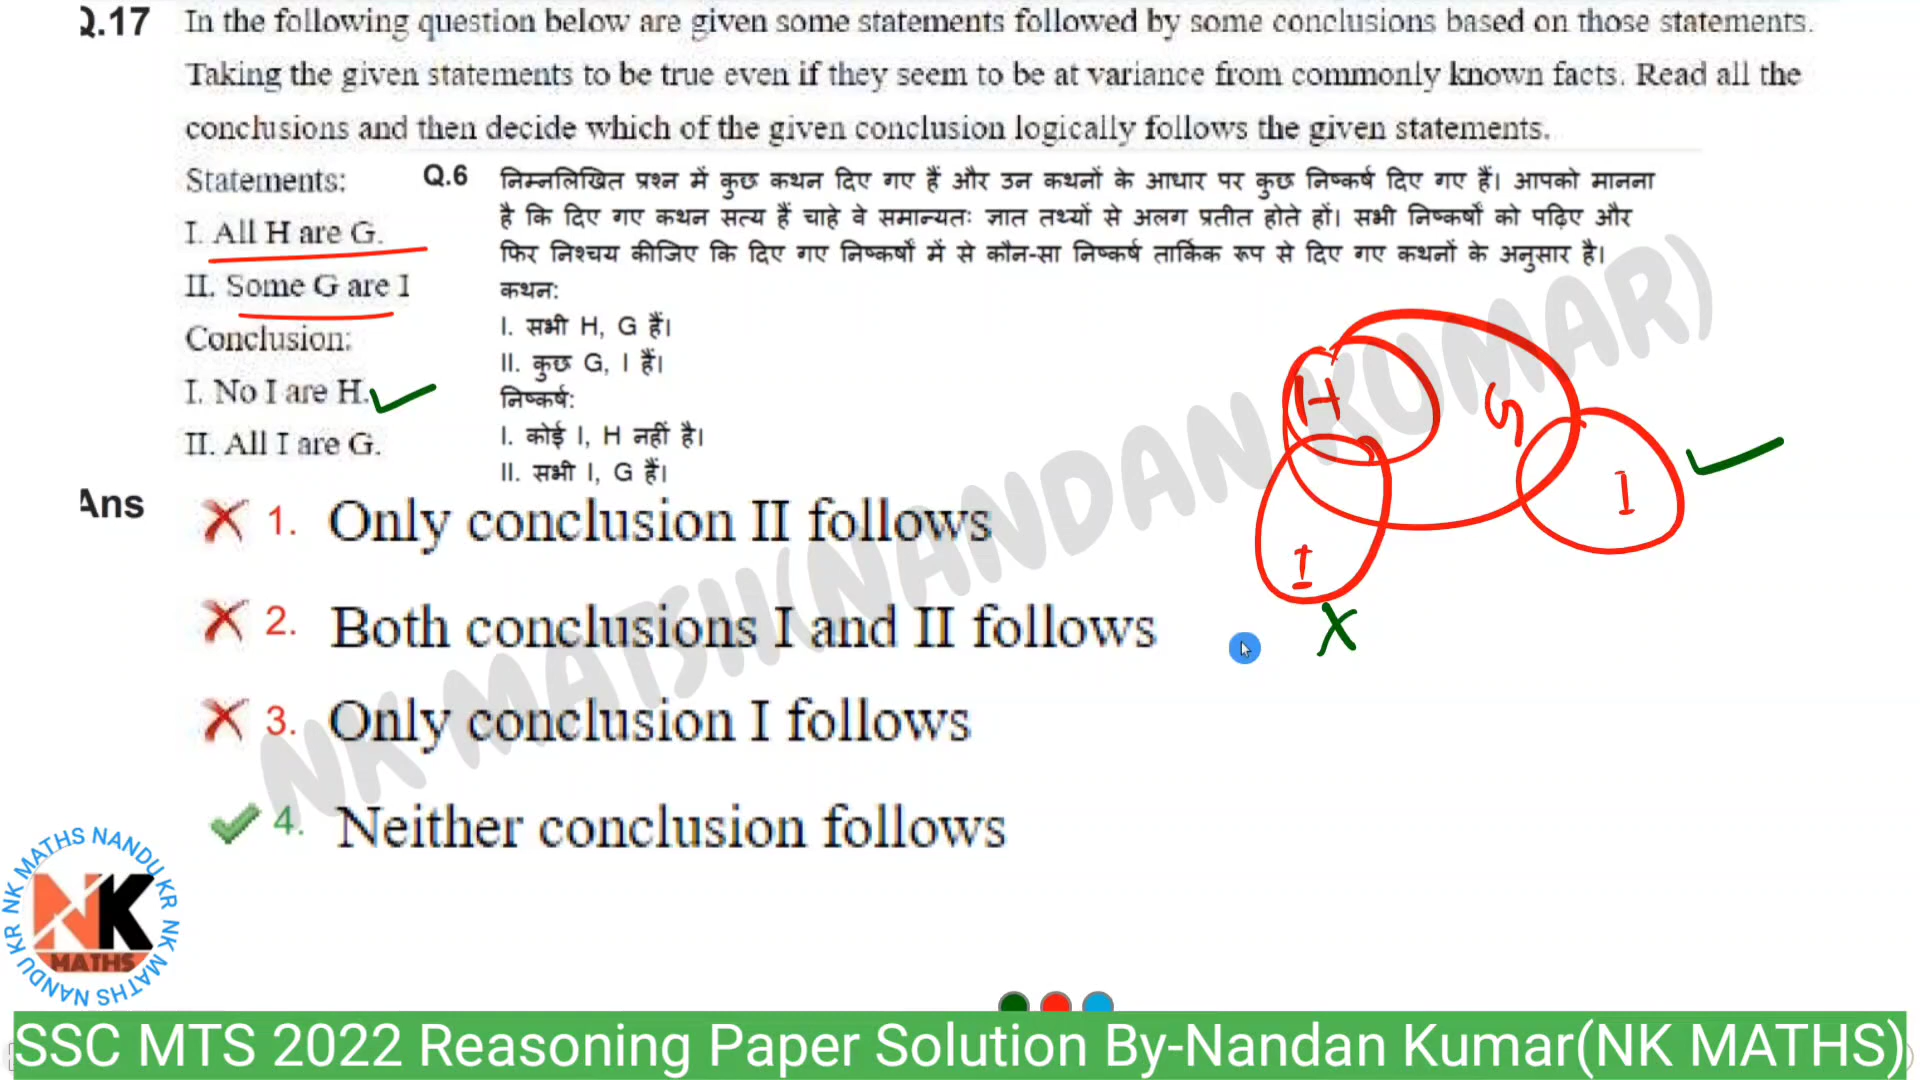 Q.17 In the following question below are given some statements followed by some conclusions based on those statements.
Taking the given statements to be true even if they seem to be at variance from commonly known facts. Read all the
conclusions and then decide which of the given conclusion logically follows the given statements.
Statements:
I. All H are G.
II. Some G are I
Conclusion:
I. No I are H.
II. All I are G.
Q.6 निम्नलिखित प्रश्न में कुछ कथन दिए गए हैं और उन कथनों के आधार पर कुछ निष्कर्ष दिए गए हैं। आपको मानना
है कि दिए गए कथन सत्य हैं चाहे वे समान्यतः ज्ञात तथ्यों से अलग प्रतीत होते हों। सभी निष्कर्षों को पढ़िए और
फिर निश्चय कीजिए कि दिए गए निष्कर्षों में से कौन-सा निष्कर्ष तार्किक रूप से दिए गए कथनों के अनुसार है।
कथन:
I. सभी H, G हैं।
II. कुछ G, I हैं।
निष्कर्ष:
I. कोई I, H नहीं है।
II. सभी I, G हैं।
H
G
I
I
Ans
1. Only conclusion II follows
2. Both conclusions I and II follows
3. Only conclusion I follows
4. Neither conclusion follows
NK MATSH(NANDAN KUMAR)
NK MATHS NANDU KR NK MATHS NANDU KR
NK
MATHS
SSC MTS 2022 Reasoning Paper Solution By-Nandan Kumar(NK MATHS)